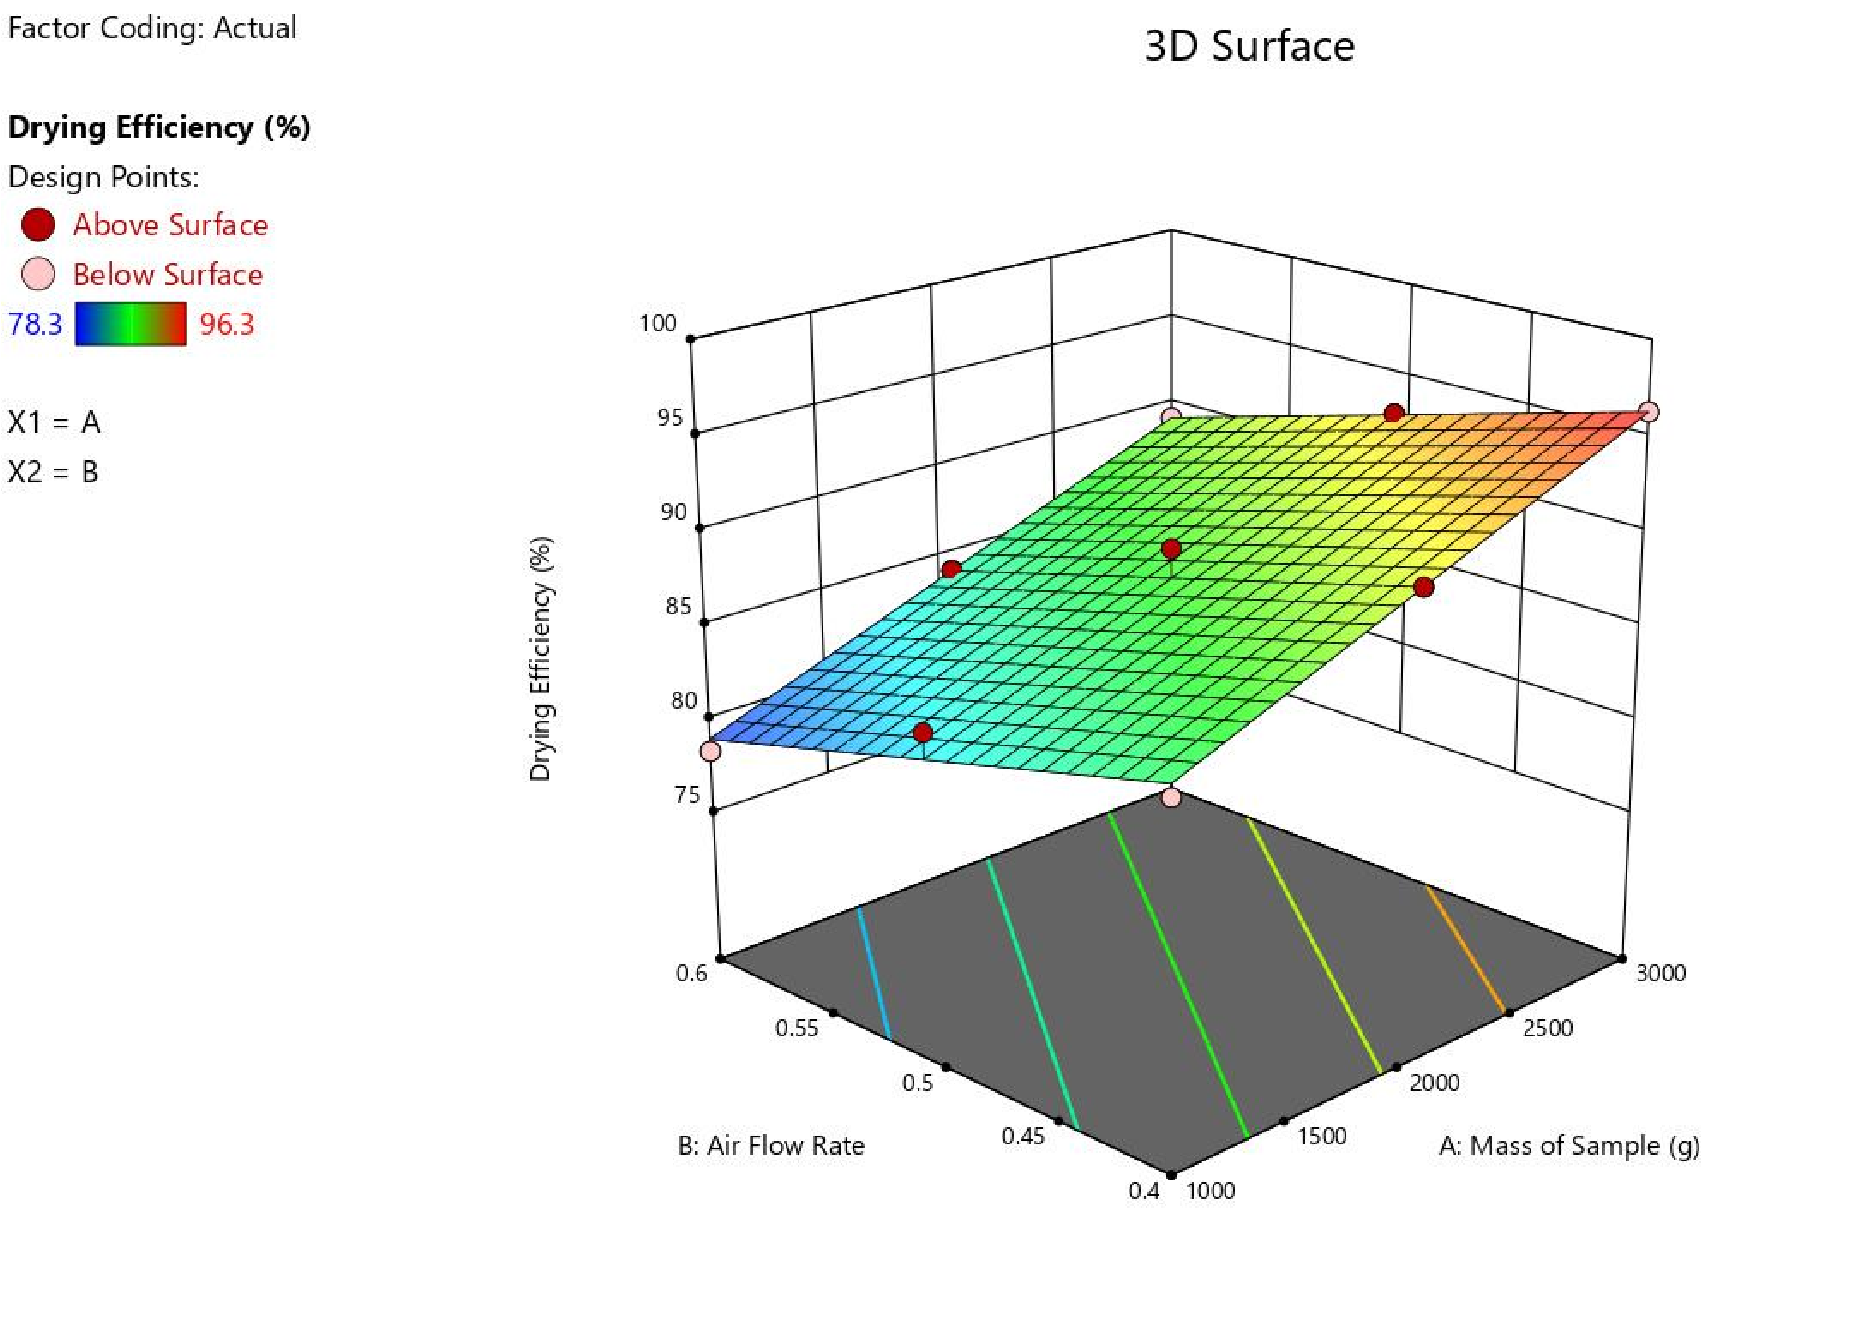 Factor Coding: Actual
3D Surface
Drying Efficiency (%)
Design Points:
Above Surface
Below Surface
78.3 96.3
X1 = A
X2 = B
100
95
90
85
80
75
Drying Efficiency (%)
0.6
0.55
0.5
0.45
0.4
1000
1500
2000
2500
3000
B: Air Flow Rate
A: Mass of Sample (g)